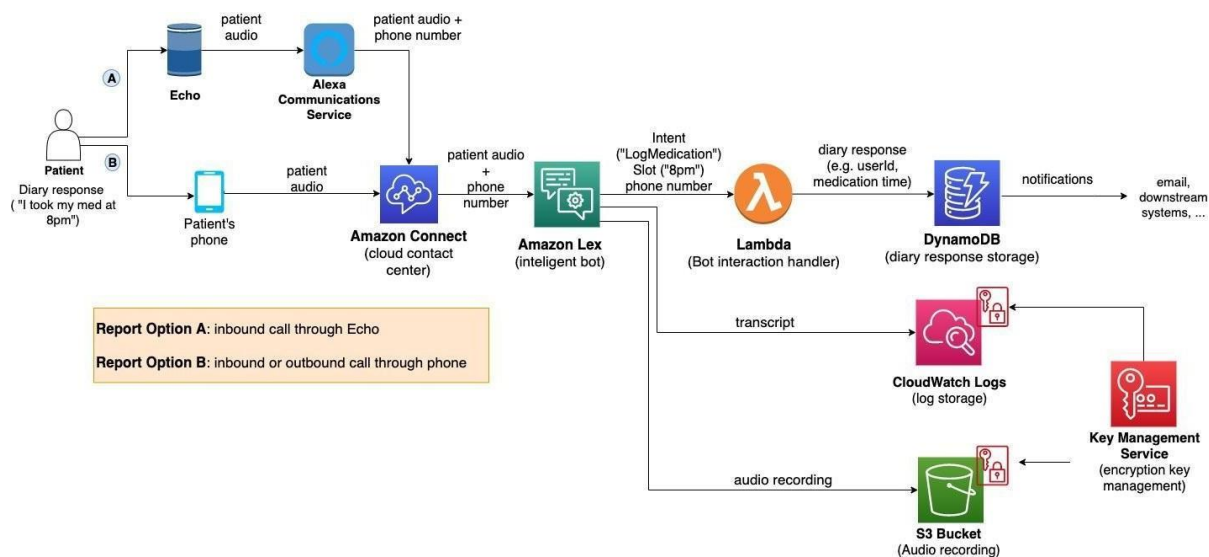 patient
audio
patient audio +
phone number
A
Echo
Alexa
Communications
Service
B
Patient
Diary response
( "I took my med at
8pm")
Patient's
phone
patient
audio
Amazon Connect
(cloud contact
center)
patient audio
+
phone
number
Amazon Lex
(inteligent bot)
Intent
("LogMedication")
Slot ("8pm")
phone number
Lambda
(Bot interaction handler)
diary response
(e.g. userId,
medication time)
DynamoDB
(diary response storage)
notifications
email,
downstream
systems, ...
Report Option A: inbound call through Echo
Report Option B: inbound or outbound call through phone
transcript
CloudWatch Logs
(log storage)
Key Management
Service
(encryption key
management)
audio recording
S3 Bucket
(Audio recording)